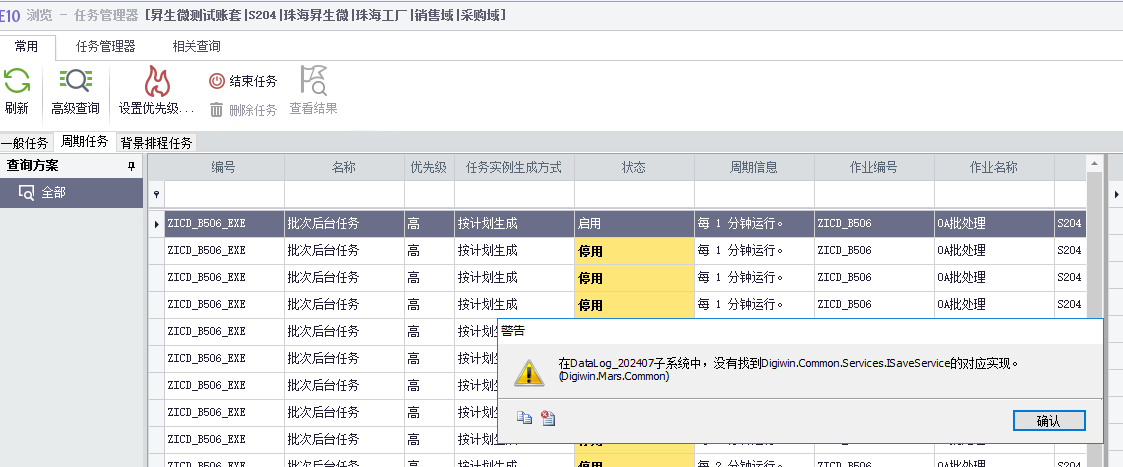 E10 浏览 - 任务管理器 [昇生微测试账套|S204|珠海昇生微|珠海工厂|销售域|采购域]
常用 任务管理器 相关查询
刷新 高级查询 设置优先级... 结束任务 删除任务 查看结果
一般任务 周期任务 背景排程任务
查询方案
全部
编号 名称 优先级 任务实例生成方式 状态 周期信息 作业编号 作业名称
ZICD_B506_EXE 批次后台任务 高 按计划生成 启用 每 1 分钟运行。 ZICD_B506 OA批处理 S204
ZICD_B506_EXE 批次后台任务 高 按计划生成 停用 每 1 分钟运行。 ZICD_B506 OA批处理 S204
ZICD_B506_EXE 批次后台任务 高 按计划生成 停用 每 1 分钟运行。 ZICD_B506 OA批处理 S204
ZICD_B506_EXE 批次后台任务 高 按计划生成 停用 每 1 分钟运行。 ZICD_B506 OA批处理 S204
ZICD_B506_EXE 批次后台任务 高 按计
ZICD_B506_EXE 批次后台任务 高 按计
ZICD_B506_EXE 批次后台任务 高 按计
ZICD_B506_EXE 批次后台任务 高 按计
ZICD_B506_EXE 批次后台任务 高 按计划生成
ZICD_B506_EXE 批次后台任务 高 按计划生成 停用 每 2 分钟运行。 ZICD_B506 OA批处理 S204
警告
在DataLog_202407子系统中，没有找到Digiwin.Common.Services.ISaveService的对应实现。
(Digiwin.Mars.Common)
确认